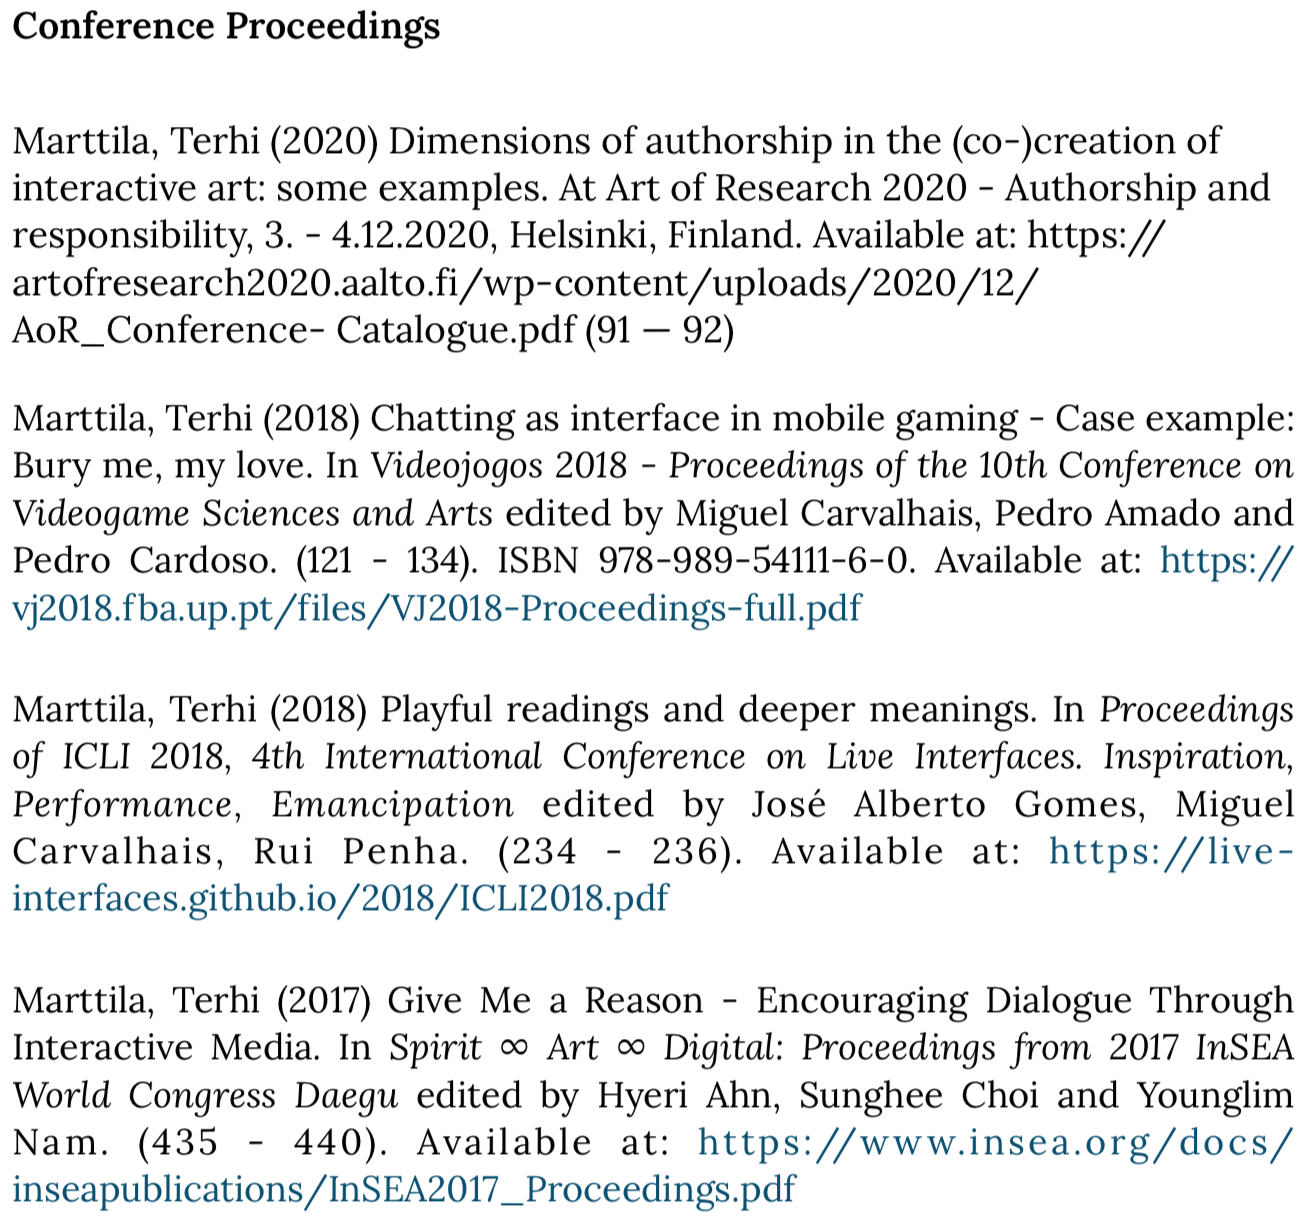 Conference Proceedings
Marttila, Terhi (2020) Dimensions of authorship in the (co-)creation of
interactive art: some examples. At Art of Research 2020 - Authorship and
responsibility, 3. - 4.12.2020, Helsinki, Finland. Available at: https://
artofresearch2020.aalto.fi/wp-content/uploads/2020/12/
AoR_Conference- Catalogue.pdf (91 — 92)
Marttila, Terhi (2018) Chatting as interface in mobile gaming - Case example:
Bury me, my love. In Videojogos 2018 - Proceedings of the 10th Conference on
Videogame Sciences and Arts edited by Miguel Carvalhais, Pedro Amado and
Pedro Cardoso. (121 - 134). ISBN 978-989-54111-6-0. Available at: https://
vj2018.fba.up.pt/files/VJ2018-Proceedings-full.pdf
Marttila, Terhi (2018) Playful readings and deeper meanings. In Proceedings
of ICLI 2018, 4th International Conference on Live Interfaces. Inspiration,
Performance, Emancipation edited by José Alberto Gomes, Miguel
Carvalhais, Rui Penha. (234 - 236). Available at: https://live-
interfaces.github.io/2018/ICLI2018.pdf
Marttila, Terhi (2017) Give Me a Reason - Encouraging Dialogue Through
Interactive Media. In Spirit ∞ Art ∞ Digital: Proceedings from 2017 InSEA
World Congress Daegu edited by Hyeri Ahn, Sunghee Choi and Younglim
Nam. (435 - 440). Available at: https://www.insea.org/docs/
inseapublications/InSEA2017_Proceedings.pdf